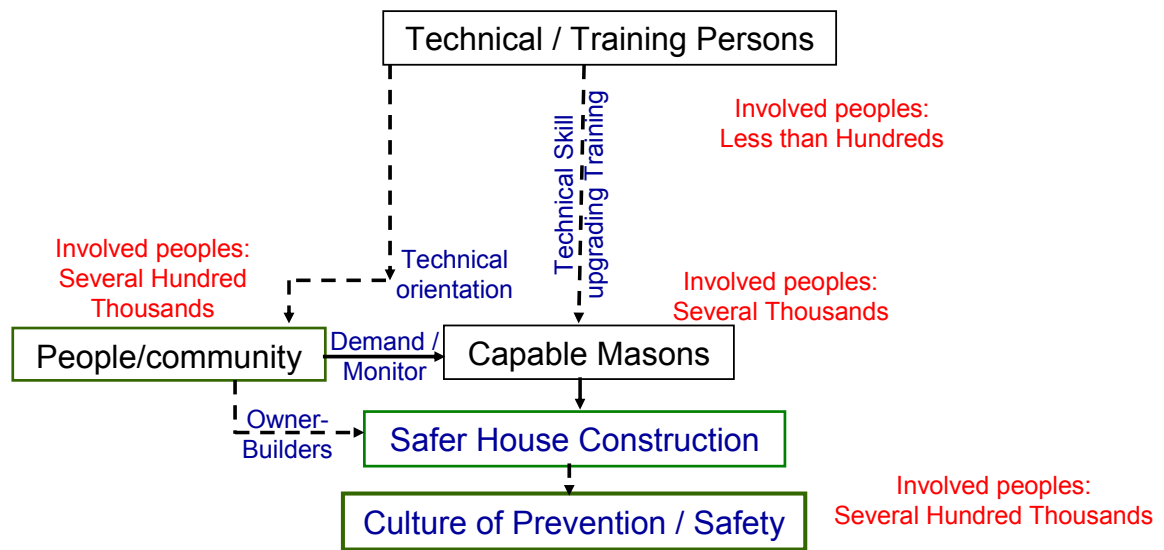 Technical / Training Persons
Involved peoples:
Less than Hundreds
Technical Skill
upgrading Training
Involved peoples:
Several Hundred
Thousands
Technical
orientation
Involved peoples:
Several Thousands
People/community
Demand /
Monitor
Capable Masons
Owner-
Builders
Safer House Construction
Involved peoples:
Several Hundred Thousands
Culture of Prevention / Safety